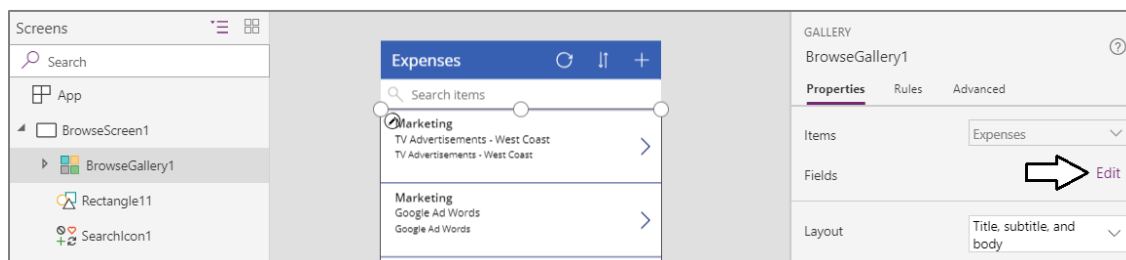 Screens
Search
App
BrowseScreen1
BrowseGallery1
Rectangle11
SearchIcon1
Expenses
Search items
Marketing
TV Advertisements - West Coast
TV Advertisements - West Coast
Marketing
Google Ad Words
Google Ad Words
GALLERY
BrowseGallery1
?
Properties Rules Advanced
Items Expenses
Fields Edit
Layout Title, subtitle, and
body